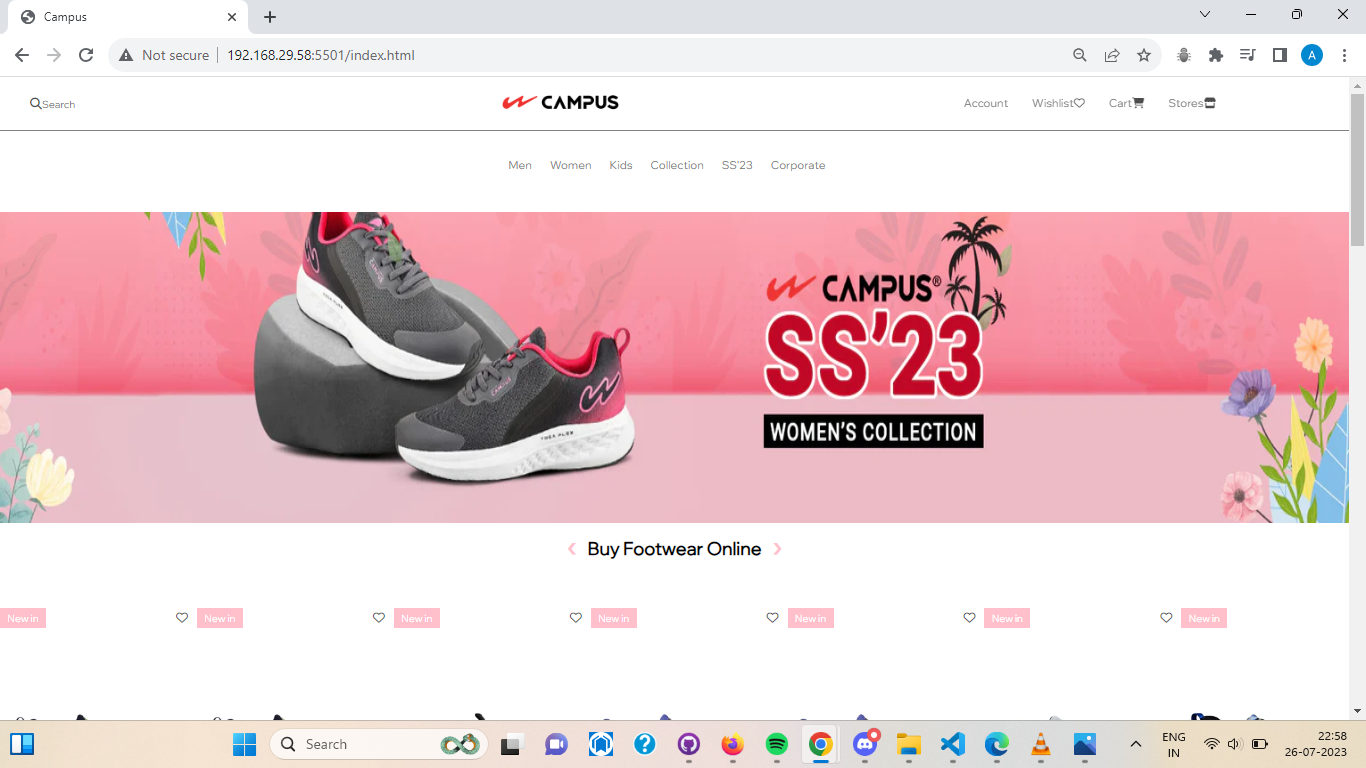 Campus
Not secure
192.168.29.58:5501/index.html
A
Search
CAMPUS
Account Wishlist Cart Stores
Men Women Kids Collection SS'23 Corporate
CAMPUS®
SS'23
WOMEN'S COLLECTION
Buy Footwear Online
New in New in New in New in New in New in New in
Search
ENG
IN
22:58
26-07-2023